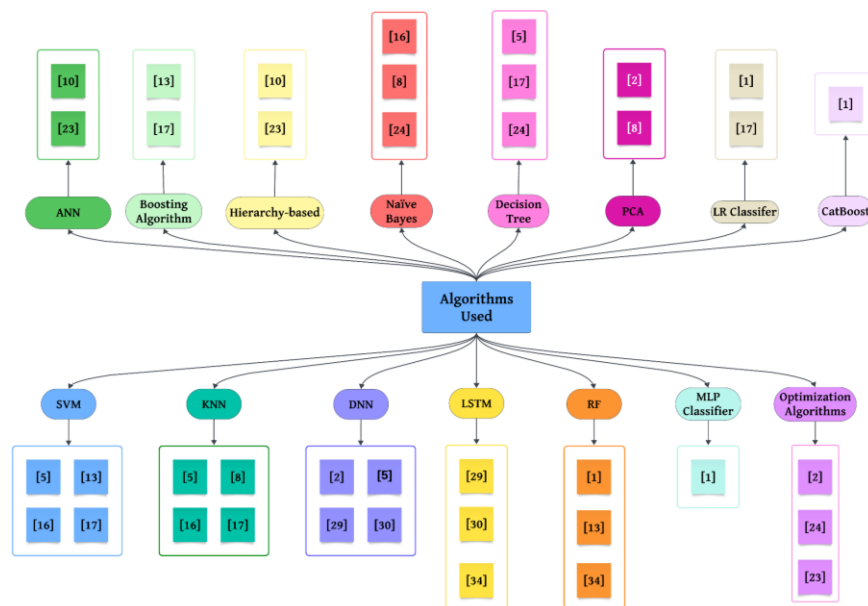 [10]
[23]
ANN
[13]
[17]
Boosting
Algorithm
[10]
[23]
Hierarchy-based
[16]
[8]
[24]
Naïve
Bayes
[5]
[17]
[24]
Decision
Tree
[2]
[8]
PCA
[1]
[17]
LR Classifer
[1]
CatBoost
Algorithms
Used
SVM
[5] [13]
[16] [17]
KNN
[5] [8]
[16] [17]
DNN
[2] [5]
[29] [30]
LSTM
[29]
[30]
[34]
RF
[1]
[13]
[34]
MLP
Classifier
[1]
Optimization
Algorithms
[2]
[24]
[23]